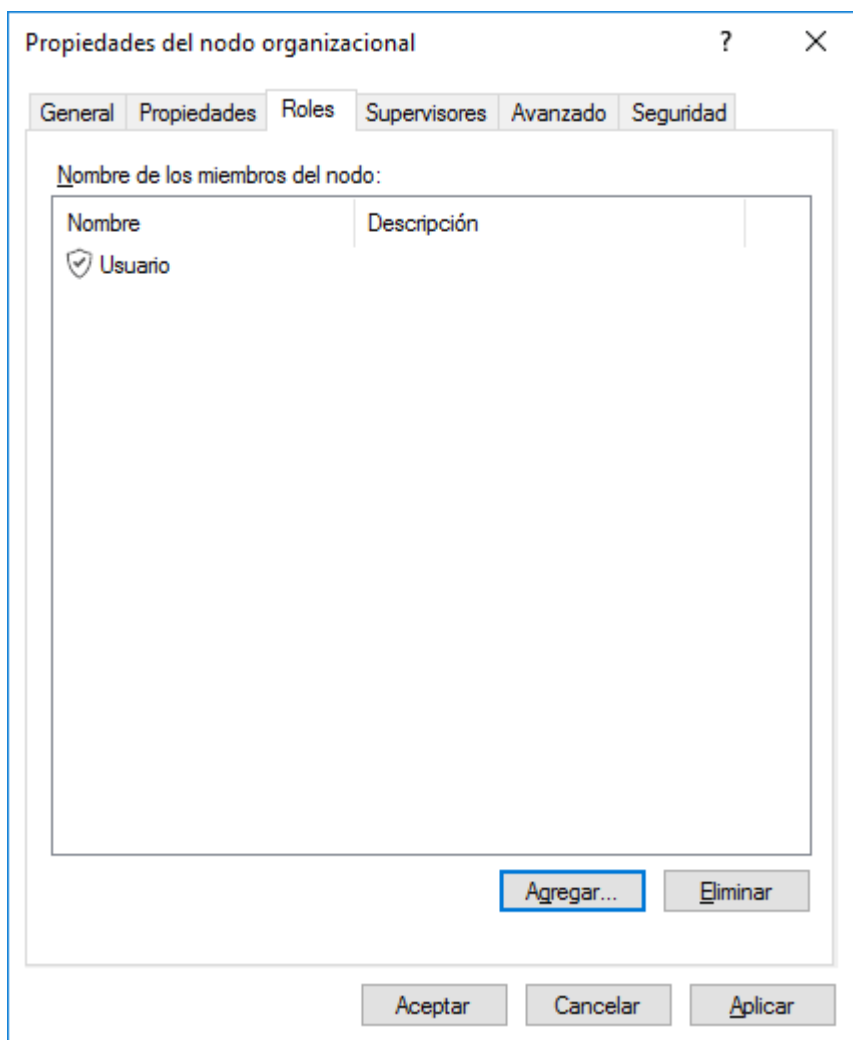 Propiedades del nodo organizacional ?
General Propiedades Roles Supervisores Avanzado Seguridad
Nombre de los miembros del nodo:
Nombre Descripción
Usuario
Agregar... Eliminar
Aceptar Cancelar Aplicar